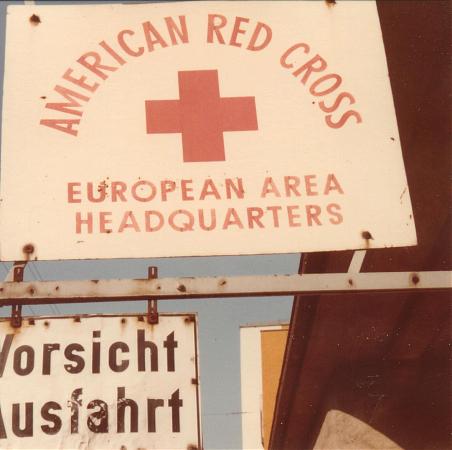 AMERICAN RED CROSS
EUROPEAN AREA
HEADQUARTERS
Vorsicht
Ausfahrt